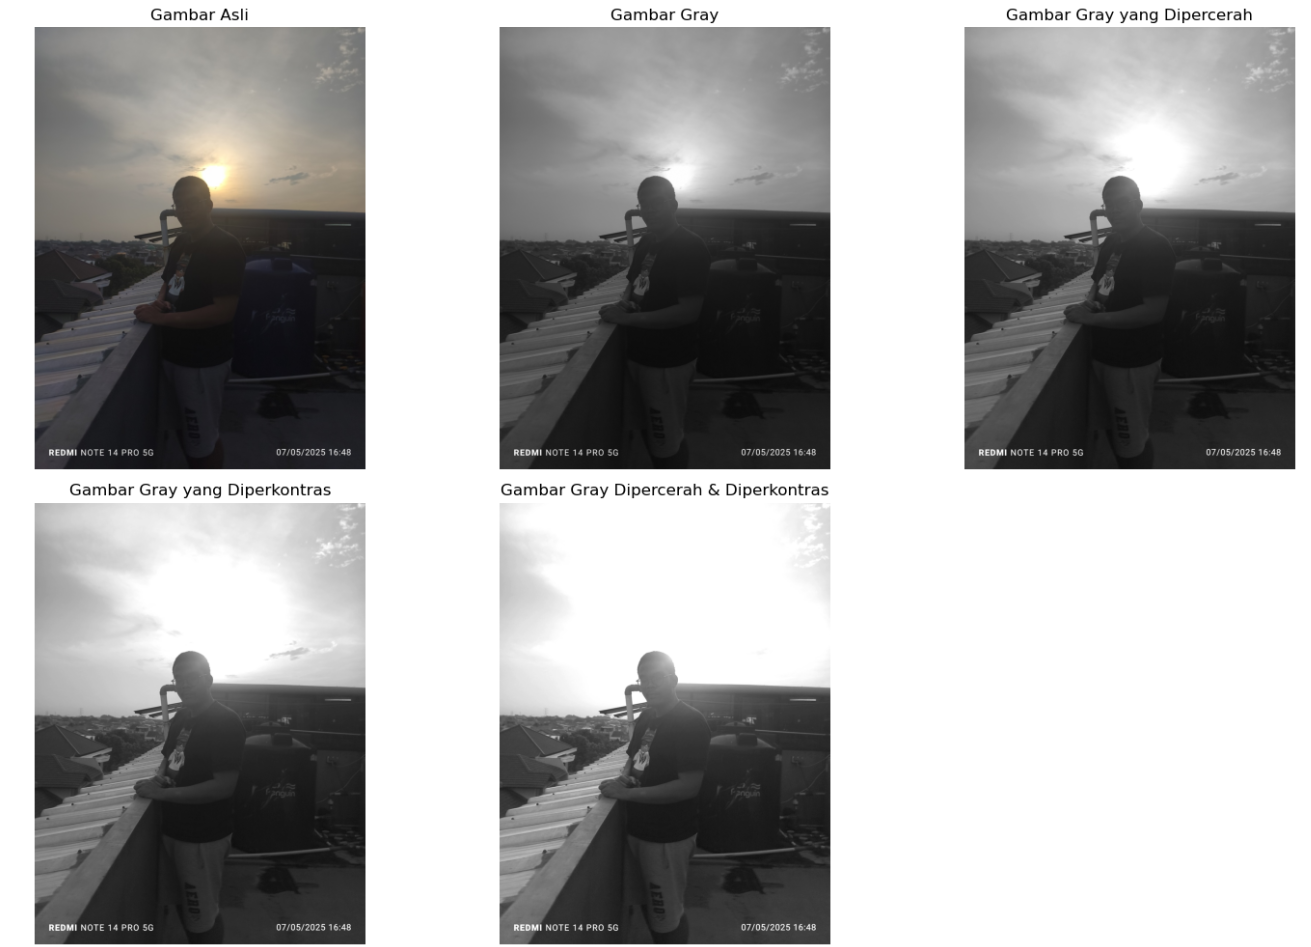 Gambar Asli
REDMI NOTE 14 PRO 5G
07/05/2025 16:48
Gambar Gray
REDMI NOTE 14 PRO 5G
07/05/2025 16:48
Gambar Gray yang Dipercerah
REDMI NOTE 14 PRO 5G
07/05/2025 16:48
Gambar Gray yang Diperkontras
REDMI NOTE 14 PRO 5G
07/05/2025 16:48
Gambar Gray Dipercerah & Diperkontras
REDMI NOTE 14 PRO 5G
07/05/2025 16:48